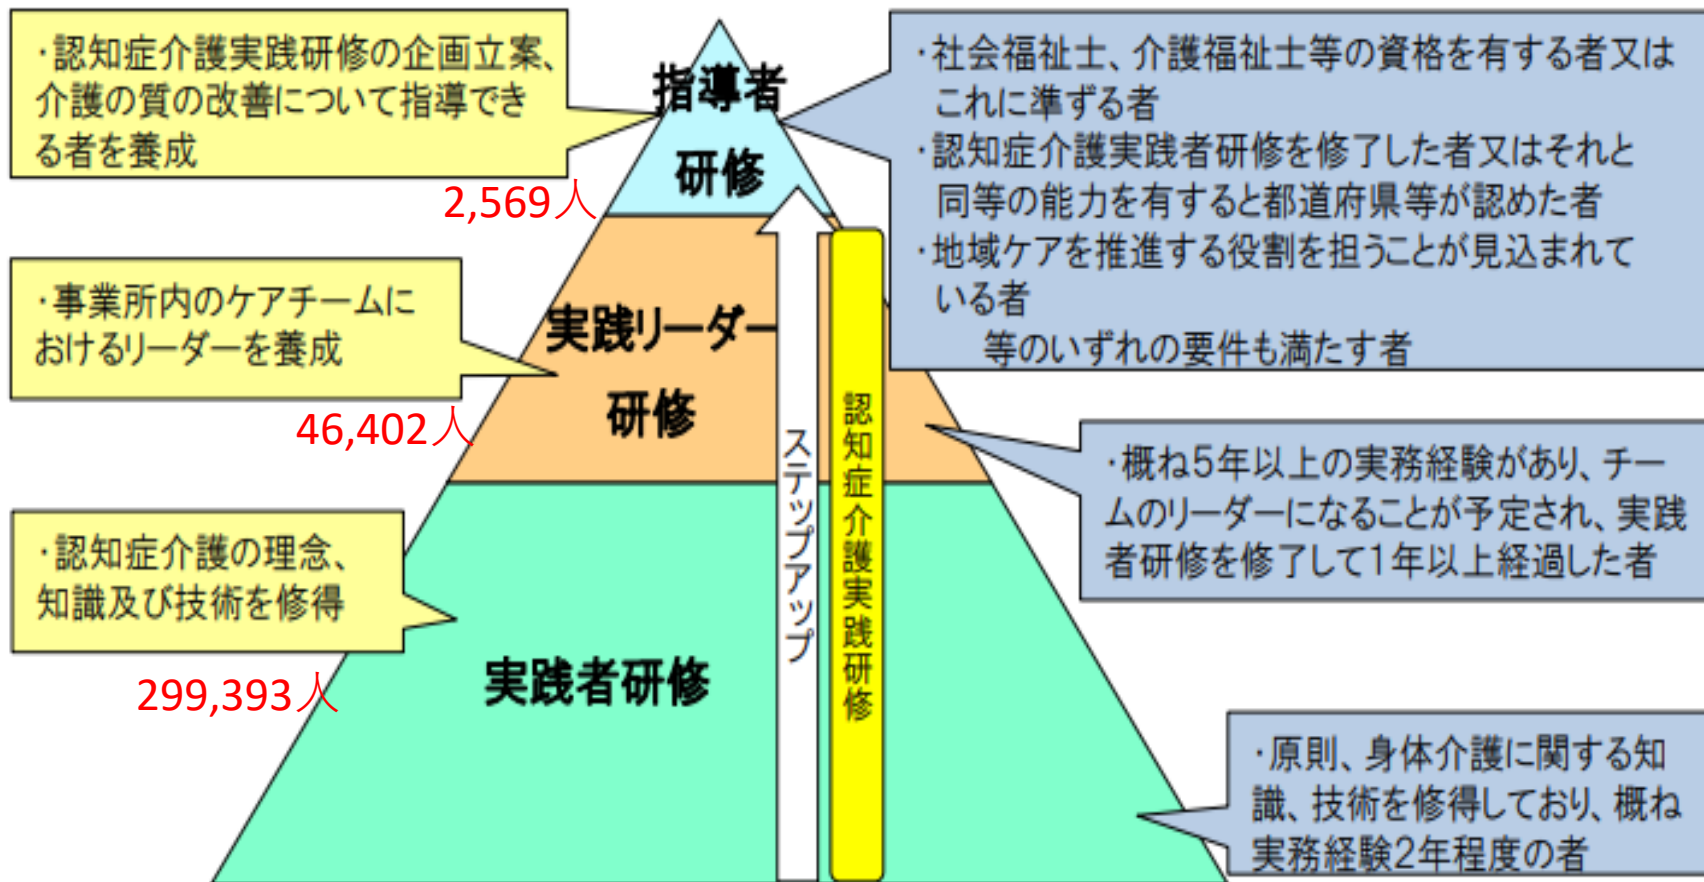 ・認知症介護実践研修の企画立案、
介護の質の改善について指導でき
る者を養成
2,569人
指導者
研修
・社会福祉士、介護福祉士等の資格を有する者又は
これに準ずる者
・認知症介護実践者研修を修了した者又はそれと
同等の能力を有すると都道府県等が認めた者
・地域ケアを推進する役割を担うことが見込まれて
いる者
等のいずれの要件も満たす者
・事業所内のケアチームに
おけるリーダーを養成
46,402人
実践リーダー
研修
・概ね5年以上の実務経験があり、チー
ムのリーダーになることが予定され、実践
者研修を修了して1年以上経過した者
・認知症介護の理念、
知識及び技術を修得
299,393人
実践者研修
ステップアップ
認知症介護実践研修
・原則、身体介護に関する知
識、技術を修得しており、概ね
実務経験2年程度の者